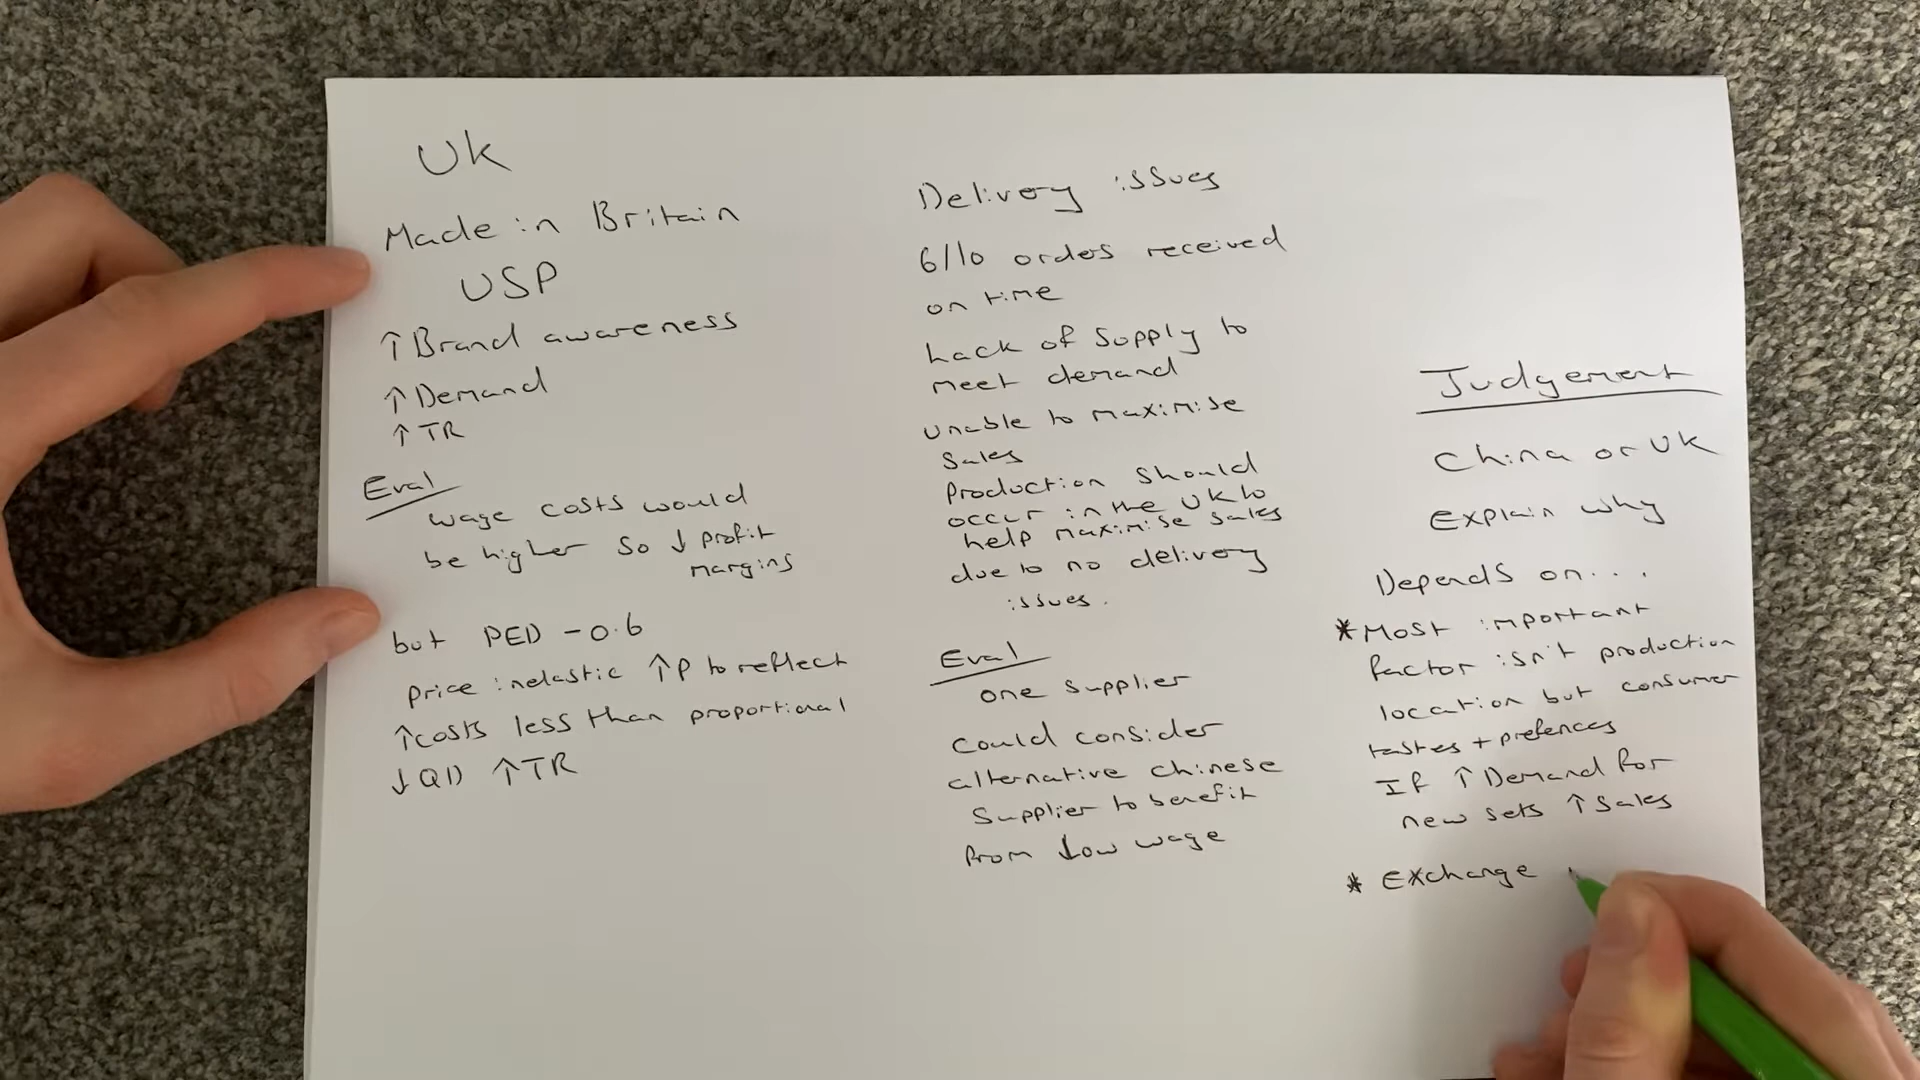 UK
Made in Britain
USP
↑Brand awareness
↑Demand
↑ TR
Eval
wage costs would
be higher so ↓ profit
margins
but PED -0.6
price inelastic ↑P to reflect
↑costs less than proportional
↓QD ↑TR
Delivery issues
6/10 orders received
on time
Lack of supply to
meet demand
unable to maximise
sales
production should
occur in the UK to
help maximise sales
due to no delivery
issues.
Eval
one supplier
could consider
alternative Chinese
supplier to benefit
from low wage
Judgement
China or UK
explain why
Depends on...
*Most important
factor isn't production
location but consumer
tastes + prefences
If ↑Demand for
new sets ↑sales
* exchange